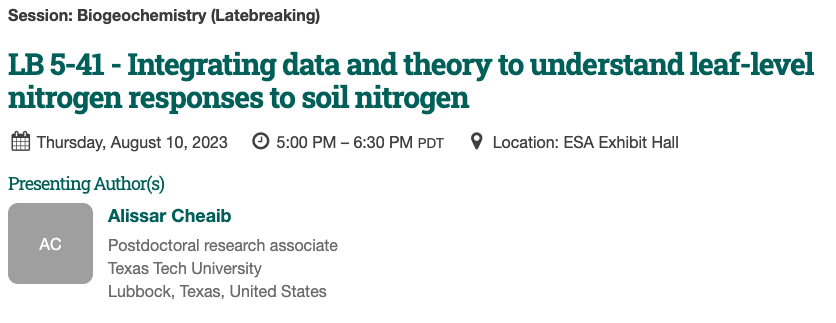 Session: Biogeochemistry (Latebreaking)
LB 5-41 - Integrating data and theory to understand leaf-level
nitrogen responses to soil nitrogen
Thursday, August 10, 2023 5:00 PM – 6:30 PM PDT Location: ESA Exhibit Hall
Presenting Author(s)
AC
Alissar Cheaib
Postdoctoral research associate
Texas Tech University
Lubbock, Texas, United States